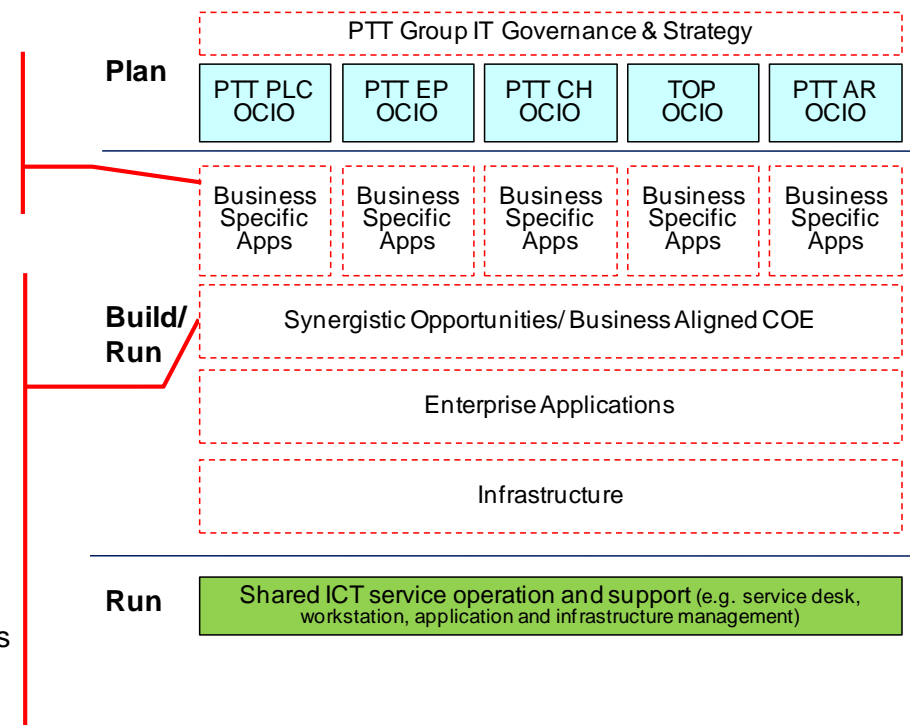 PTT Group IT Governance & Strategy
Plan
PTT PLC
OCIO
PTT EP
OCIO
PTT CH
OCIO
TOP
OCIO
PTT AR
OCIO
Business
Specific
Apps
Business
Specific
Apps
Business
Specific
Apps
Business
Specific
Apps
Business
Specific
Apps
Build/
Run
Synergistic Opportunities/ Business Aligned COE
Enterprise Applications
Infrastructure
Run
Shared ICT service operation and support (e.g. service desk,
workstation, application and infrastructure management)
s